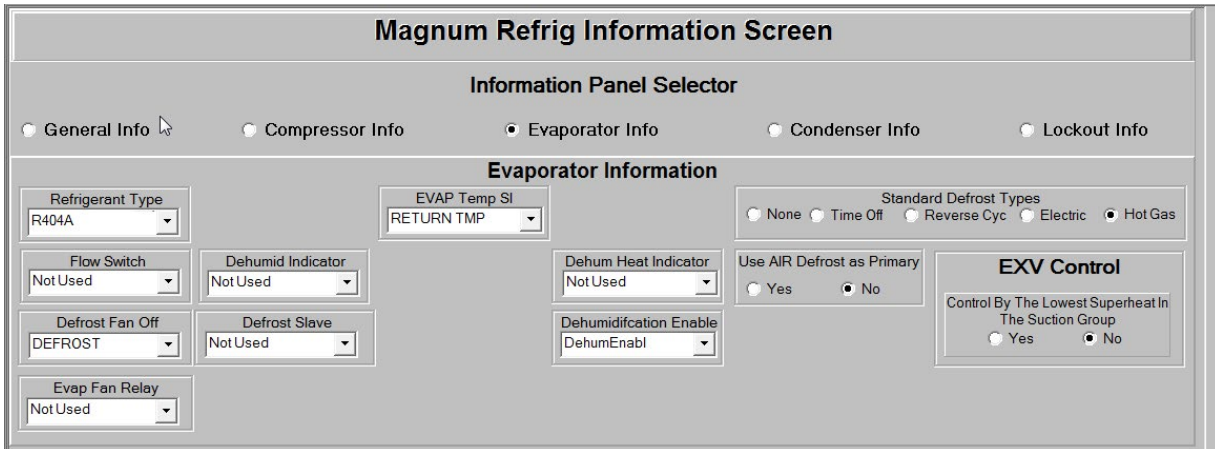 Magnum Refrig Information Screen
Information Panel Selector
General Info Compressor Info Evaporator Info Condenser Info Lockout Info
Evaporator Information
Refrigerant Type
R404A
EVAP Temp SI
RETURN TMP
Standard Defrost Types
None Time Off Reverse Cyc Electric Hot Gas
Flow Switch
Not Used
Dehumid Indicator
Not Used
Dehum Heat Indicator
Not Used
Use AIR Defrost as Primary
Yes No
EXV Control
Control By The Lowest Superheat In
The Suction Group
Yes No
Defrost Fan Off
DEFROST
Defrost Slave
Not Used
Dehumidifcation Enable
DehumEnabl
Evap Fan Relay
Not Used